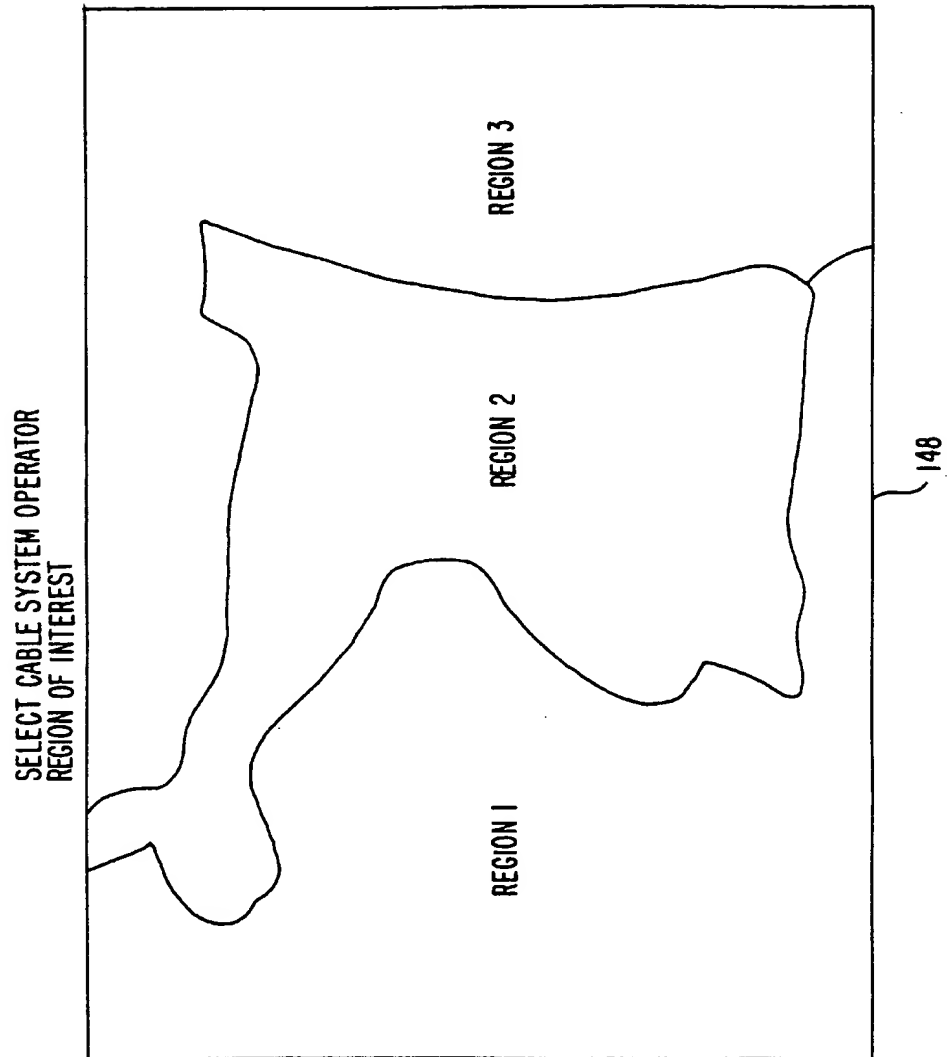 SELECT CABLE SYSTEM OPERATOR
REGION OF INTEREST
REGION 1
REGION 2
REGION 3
148